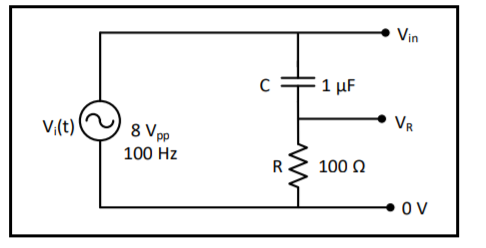 Vin
C 1 μF
Vi(t) 8 Vpp
100 Hz
VR
R 100 Ω
0 V